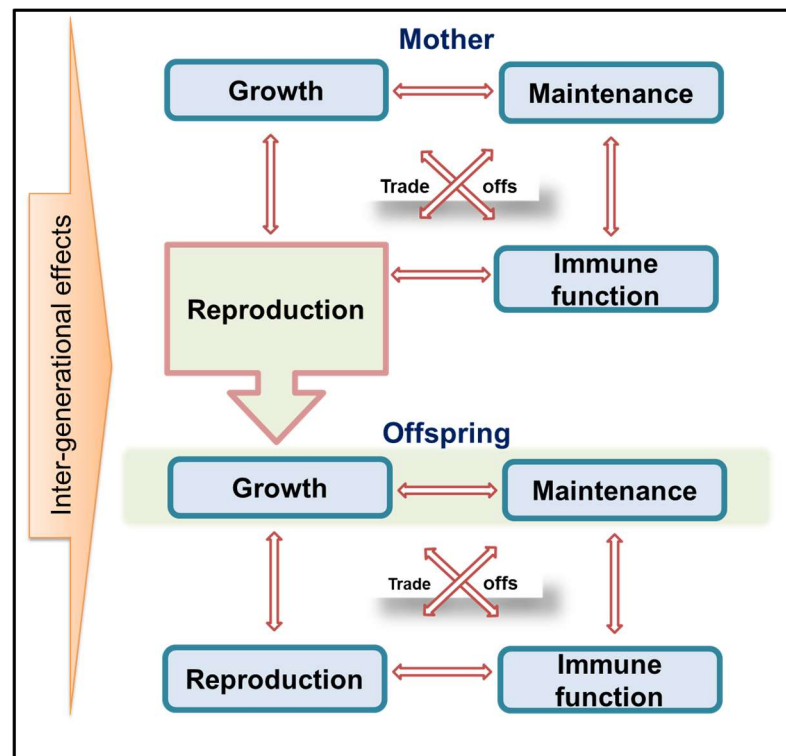 Mother
Growth
Maintenance
Trade offs
Reproduction
Immune
function
Inter-generational effects
Offspring
Growth
Maintenance
Trade offs
Reproduction
Immune
function